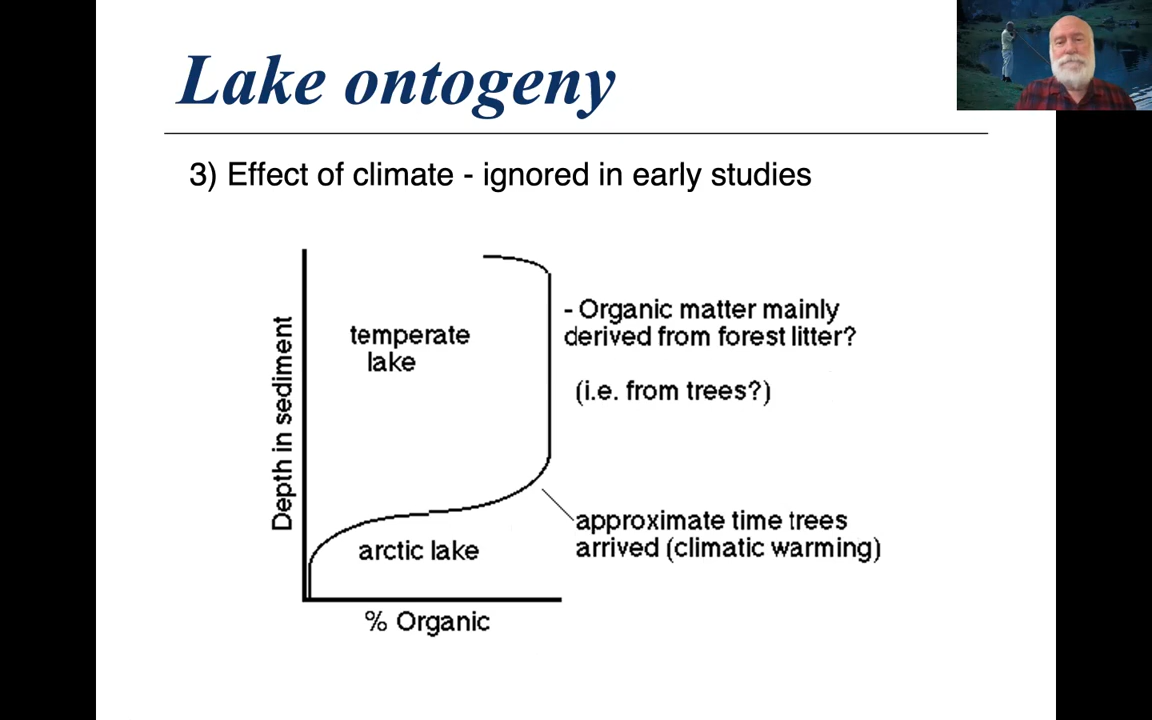 Lake ontogeny
3) Effect of climate - ignored in early studies
temperate
lake
- Organic matter mainly
derived from forest litter?
(i.e. from trees?)
Depth in sediment
approximate time trees
arrived (climatic warming)
arctic lake
% Organic